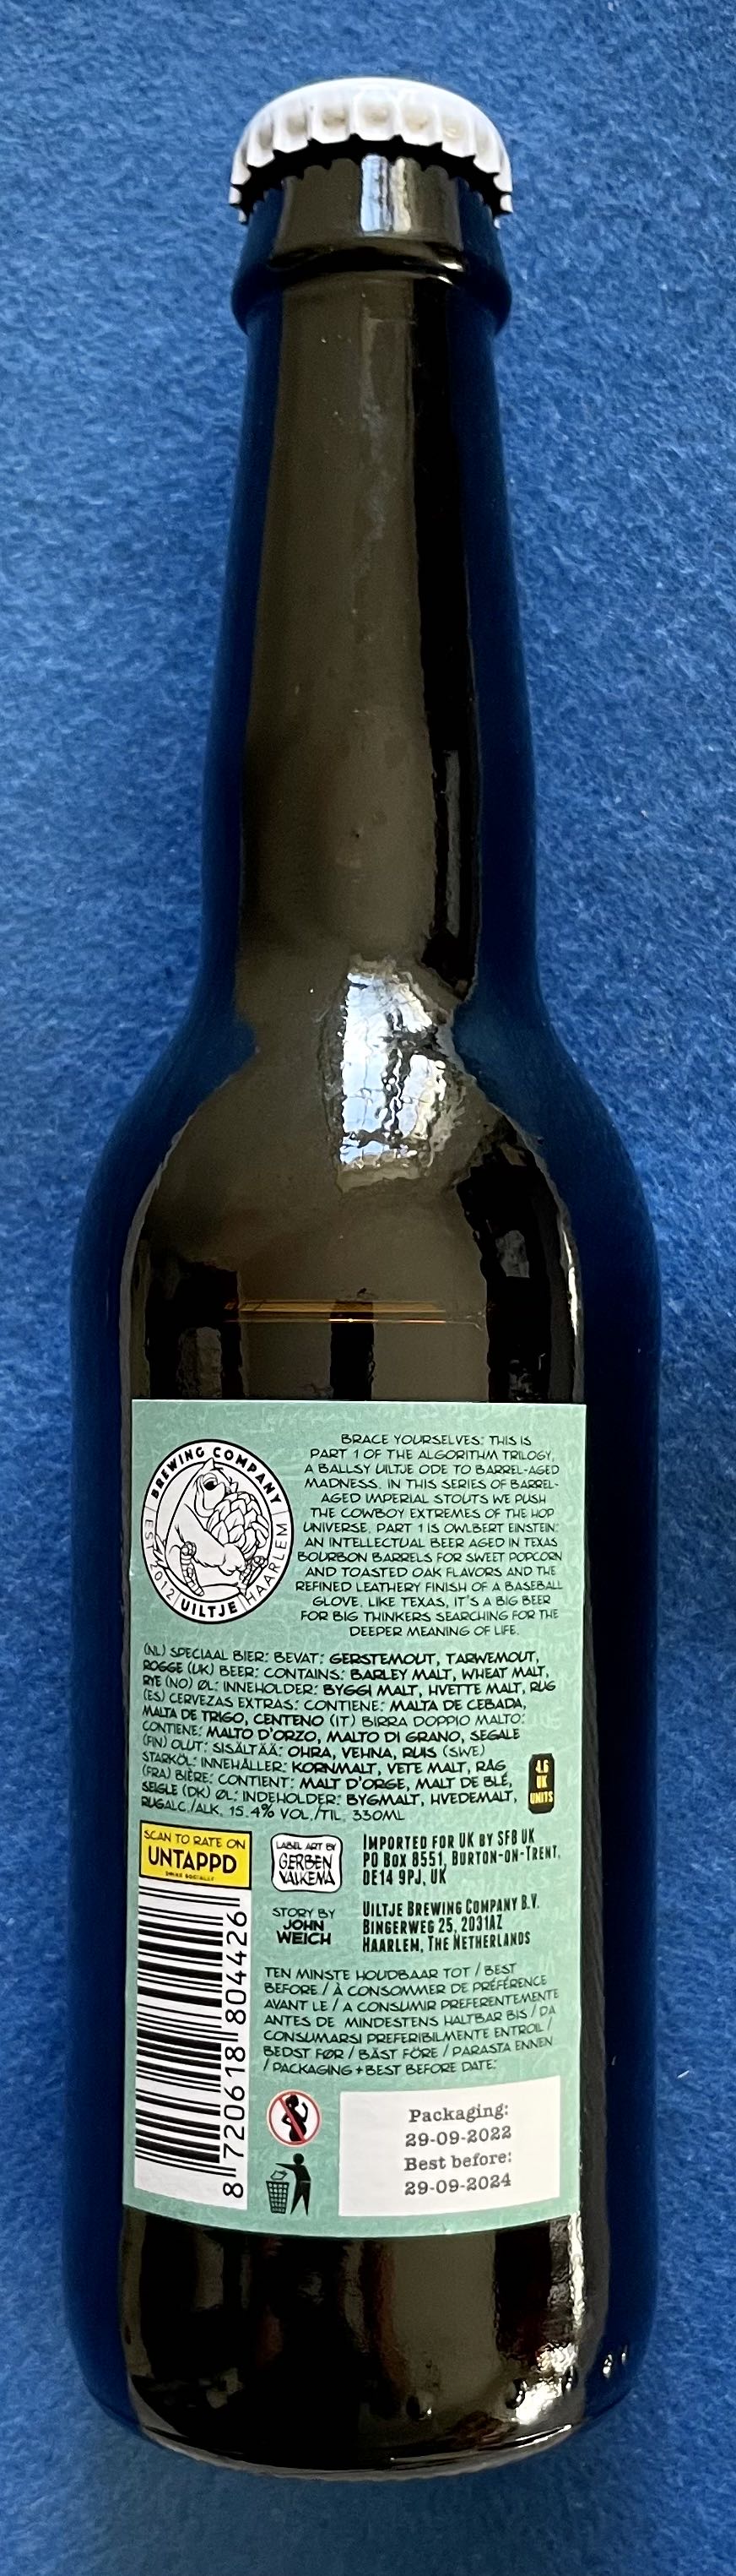 BREWING COMPANY
EST. 2012 UILTJE HAARLEM
BRACE YOURSELVES: THIS IS
PART 1 OF THE ALGORITHM TRILOGY,
A BALLSY UILTJE ODE TO BARREL-AGED
MADNESS. IN THIS SERIES OF BARREL-
AGED IMPERIAL STOUTS WE PUSH
THE COWBOY EXTREMES OF THE HOP
UNIVERSE. PART 1 IS OWLBERT EINSTEIN:
AN INTELLECTUAL BEER AGED IN TEXAS
BOURBON BARRELS FOR SWEET POPCORN
AND TOASTED OAK FLAVORS AND THE
REFINED LEATHERY FINISH OF A BASEBALL
GLOVE. LIKE TEXAS, IT'S A BIG BEER
FOR BIG THINKERS SEARCHING FOR THE
DEEPER MEANING OF LIFE.
(NL) SPECIAAL BIER: BEVAT: GERSTEMOUT, TARWEMOUT,
ROGGE (UK) BEER: CONTAINS: BARLEY MALT, WHEAT MALT,
RYE (NO) ØL: INNEHOLDER: BYGGI MALT, HVETTE MALT, RUG
(ES) CERVEZAS EXTRAS: CONTIENE: MALTA DE CEBADA,
MALTA DE TRIGO, CENTENO (IT) BIRRA DOPPIO MALTO:
CONTIENE: MALTO D'ORZO, MALTO DI GRANO, SEGALE
(FIN) OLUT: SISÄLTÄÄ: OHRA, VEHNA, RUIS (SWE)
STARKÖL: INNEHÅLLER: KORNMALT, VETE MALT, RÅG
(FRA) BIÈRE: CONTIENT: MALT D'ORGE, MALT DE BLÉ,
SEIGLE (DK) ØL: INDEHOLDER: BYGMALT, HVEDEMALT,
RUGALC./ALK. 15.4% VOL./TIL. 330ML
4.6
UK
UNITS
SCAN TO RATE ON
UNTAPPD
DRINK SOCIALLY
LABEL ART BY
GERBEN
VALKEMA
STORY BY
JOHN
WEICH
IMPORTED FOR UK BY SFB UK
PO BOX 8551, BURTON-ON-TRENT,
DE14 9PJ, UK
UILTJE BREWING COMPANY B.V.
BINGERWEG 25, 2031AZ
HAARLEM, THE NETHERLANDS
TEN MINSTE HOUDBAAR TOT / BEST
BEFORE / À CONSOMMER DE PRÉFÉRENCE
AVANT LE / A CONSUMIR PREFERENTEMENTE
ANTES DE MINDESTENS HALTBAR BIS / DA
CONSUMARSI PREFERIBILMENTE ENTROIL /
BEDST FØR / BÄST FÖRE / PARASTA ENNEN
/ PACKAGING + BEST BEFORE DATE:
8 720618 804426
Packaging:
29-09-2022
Best before:
29-09-2024